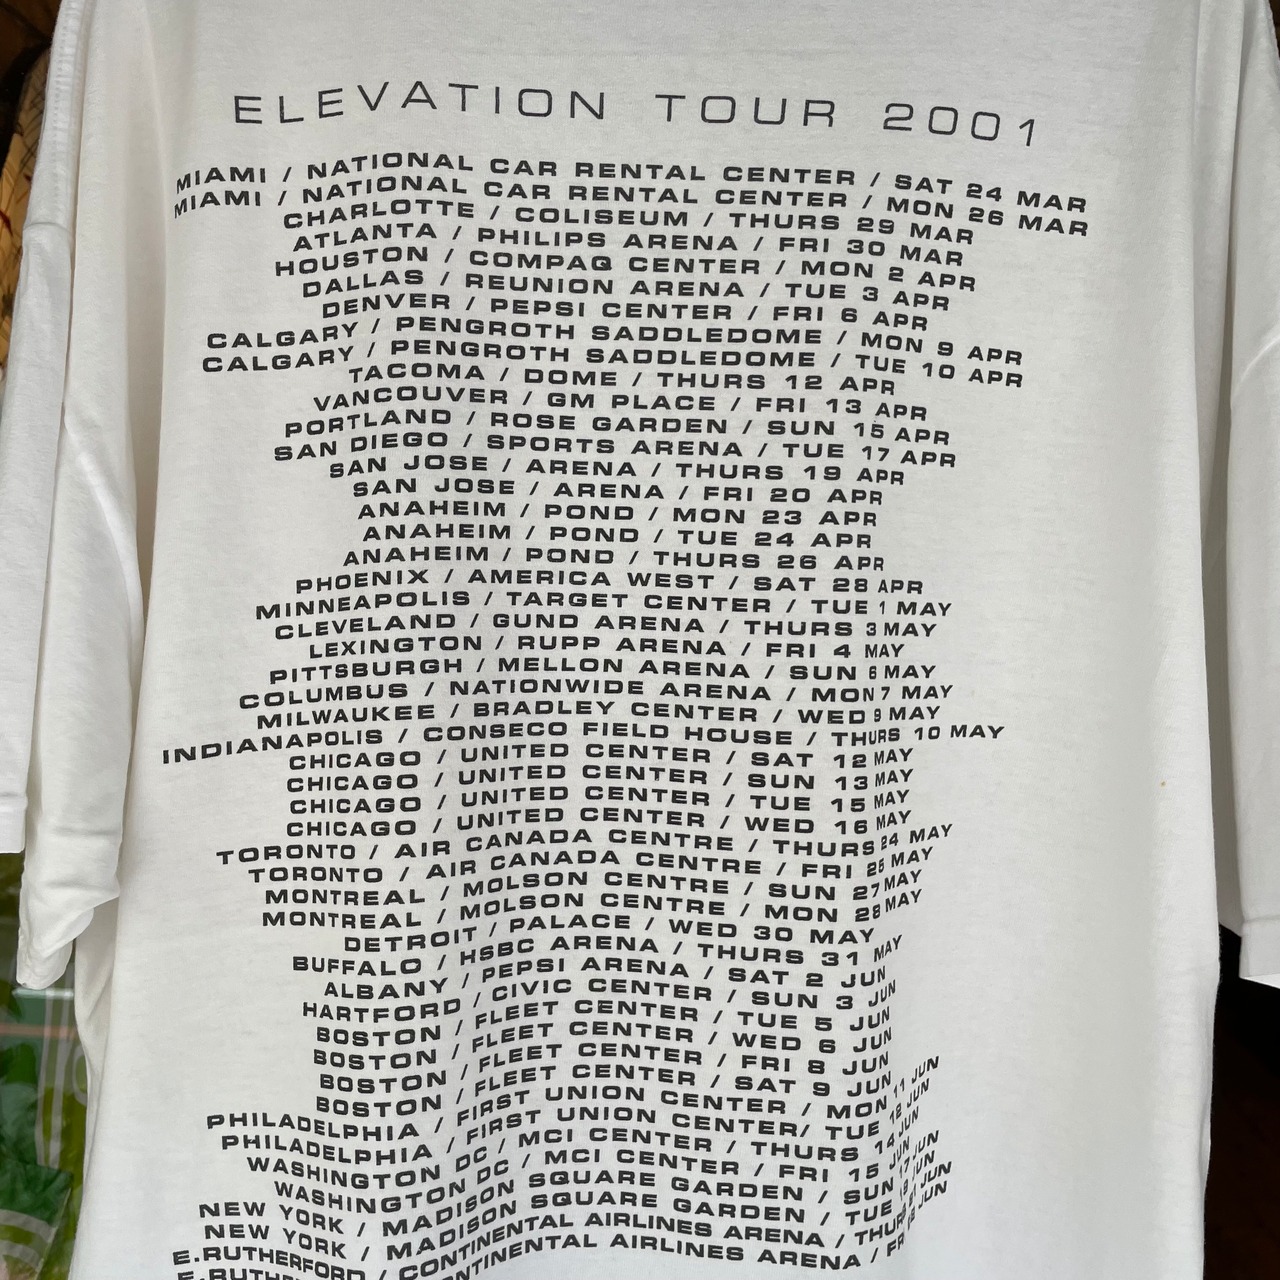 ELEVATION TOUR 2001
MIAMI / NATIONAL CAR RENTAL CENTER / SAT 24 MAR
MIAMI / NATIONAL CAR RENTAL CENTER / MON 26 MAR
CHARLOTTE / COLISEUM / THURS 29 MAR
ATLANTA / PHILIPS ARENA / FRI 30 MAR
HOUSTON / COMPAQ CENTER / MON 2 APR
DALLAS / REUNION ARENA / TUE 3 APR
DENVER / PEPSI CENTER / FRI 6 APR
CALGARY / PENGROTH SADDLEDOME / MON 9 APR
CALGARY / PENGROTH SADDLEDOME / TUE 10 APR
TACOMA / DOME / THURS 12 APR
VANCOUVER / GM PLACE / FRI 13 APR
PORTLAND / ROSE GARDEN / SUN 15 APR
SAN DIEGO / SPORTS ARENA / TUE 17 APR
SAN JOSE / ARENA / THURS 19 APR
SAN JOSE / ARENA / FRI 20 APR
ANAHEIM / POND / MON 23 APR
ANAHEIM / POND / TUE 24 APR
ANAHEIM / POND / THURS 26 APR
PHOENIX / AMERICA WEST / SAT 28 APR
MINNEAPOLIS / TARGET CENTER / TUE 1 MAY
CLEVELAND / GUND ARENA / THURS 3 MAY
LEXINGTON / RUPP ARENA / FRI 4 MAY
PITTSBURGH / MELLON ARENA / SUN 6 MAY
COLUMBUS / NATIONWIDE ARENA / MON 7 MAY
MILWAUKEE / BRADLEY CENTER / WED 9 MAY
INDIANAPOLIS / CONSECO FIELD HOUSE / THURS 10 MAY
CHICAGO / UNITED CENTER / SAT 12 MAY
CHICAGO / UNITED CENTER / SUN 13 MAY
CHICAGO / UNITED CENTER / TUE 15 MAY
CHICAGO / UNITED CENTER / WED 16 MAY
TORONTO / AIR CANADA CENTRE / THURS 24 MAY
TORONTO / AIR CANADA CENTRE / FRI 25 MAY
MONTREAL / MOLSON CENTRE / SUN 27 MAY
MONTREAL / MOLSON CENTRE / MON 28 MAY
DETROIT / PALACE / WED 30 MAY
BUFFALO / HSBC ARENA / THURS 31 MAY
ALBANY / PEPSI ARENA / SAT 2 JUN
HARTFORD / CIVIC CENTER / SUN 3 JUN
BOSTON / FLEET CENTER / TUE 5 JUN
BOSTON / FLEET CENTER / WED 6 JUN
BOSTON / FLEET CENTER / FRI 8 JUN
BOSTON / FLEET CENTER / SAT 9 JUN
PHILADELPHIA / FIRST UNION CENTER / MON 11 JUN
PHILADELPHIA / FIRST UNION CENTER/ TUE 12 JUN
WASHINGTON DC / MCI CENTER / THURS 14 JUN
WASHINGTON DC / MCI CENTER / FRI 15 JUN
NEW YORK / MADISON SQUARE GARDEN / SUN 17 JUN
NEW YORK / MADISON SQUARE GARDEN / TUE 19 JUN
E.RUTHERFORD / CONTINENTAL AIRLINES ARENA / THURS 21 JUN
CONTINENTAL AIRLINES ARENA / JUN